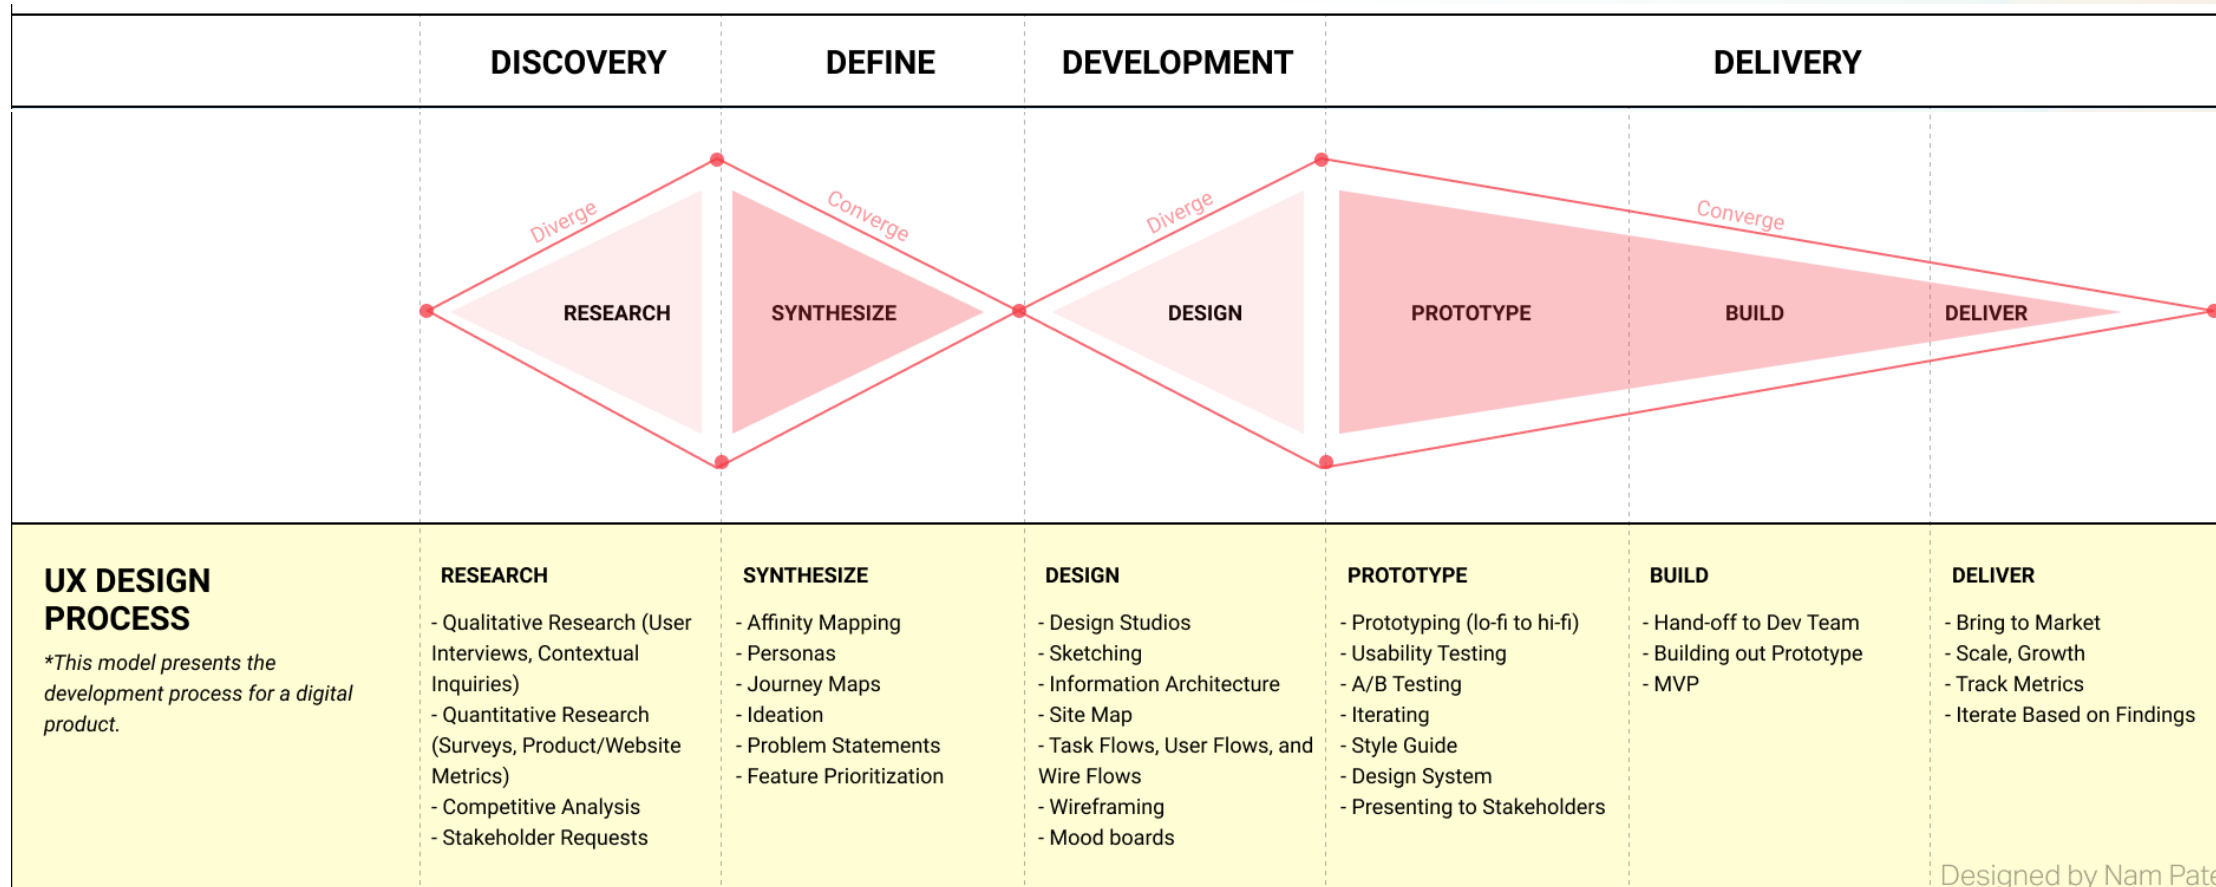 DISCOVERY
DEFINE
DEVELOPMENT
DELIVERY
Diverge
Converge
Diverge
Converge
RESEARCH
SYNTHESIZE
DESIGN
PROTOTYPE
BUILD
DELIVER
UX DESIGN
PROCESS
*This model presents the
development process for a digital
product.
RESEARCH
- Qualitative Research (User
Interviews, Contextual
Inquiries)
- Quantitative Research
(Surveys, Product/Website
Metrics)
- Competitive Analysis
- Stakeholder Requests
SYNTHESIZE
- Affinity Mapping
- Personas
- Journey Maps
- Ideation
- Problem Statements
- Feature Prioritization
DESIGN
- Design Studios
- Sketching
- Information Architecture
- Site Map
- Task Flows, User Flows, and
Wire Flows
- Wireframing
- Mood boards
PROTOTYPE
- Prototyping (lo-fi to hi-fi)
- Usability Testing
- A/B Testing
- Iterating
- Style Guide
- Design System
- Presenting to Stakeholders
BUILD
- Hand-off to Dev Team
- Building out Prototype
- MVP
DELIVER
- Bring to Market
- Scale, Growth
- Track Metrics
- Iterate Based on Findings
Designed by Nam